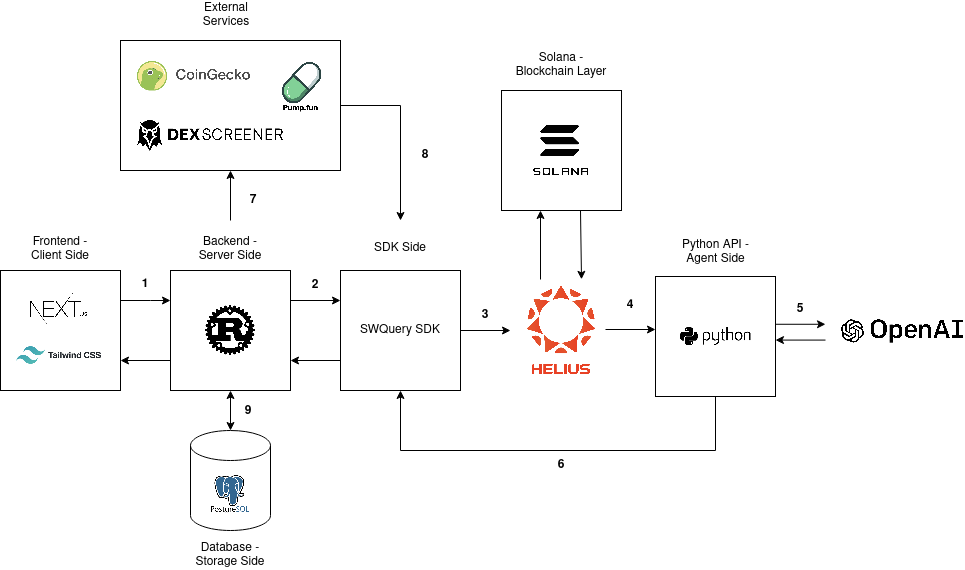 External
Services
CoinGecko
Pump.fun
DEXSCREENER
Solana -
Blockchain Layer
SOLANA
7
8
Frontend -
Client Side
Backend -
Server Side
SDK Side
Python API -
Agent Side
NEXT.JS
Tailwind CSS
1
R
2
SWQuery SDK
3
HELIUS
4
python
5
OpenAI
9
6
PostureSQL
Database -
Storage Side